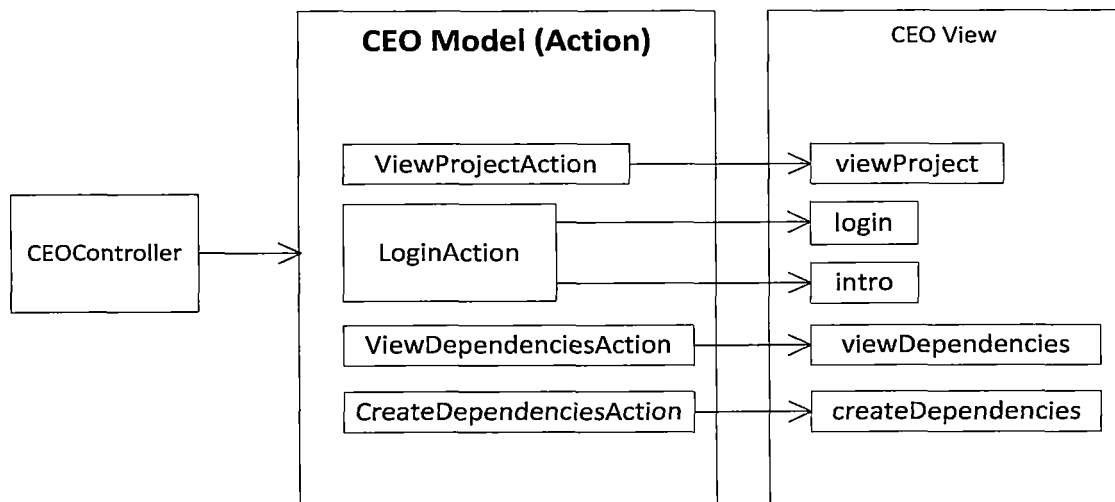 CEO Model (Action)
CEO View
ViewProjectAction
viewProject
CEOController
LoginAction
login
intro
ViewDependenciesAction
viewDependencies
CreateDependenciesAction
createDependencies